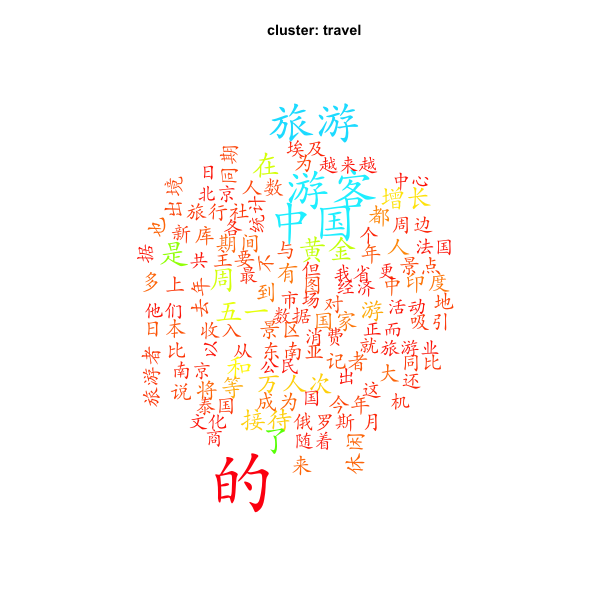 cluster: travel
旅游
埃及
在
为
越来越
同期
日
出境
北京
人数
游客
中心
增长
旅行社
各
统计
中国
都
周边
也
新库
期间
个
据
是
共
主要
不
与
黄金
年
人
法国
最
有
但
我省
更
景点
多
上
去年
周
到
图
经济
中
印度
他们
五一
市场
对
游
活动
地
数据
国家
正而
吸引
日本
收入
景区
消费
就
旅游业
旅游者
比
以
从
东南亚
记者
同比
南京
和
公民
出
大
还
说
将
等
万人次
这
泰国
成为
国
今年
机
文化
接待
俄罗斯
月
商
了
随着
休闲
来
的